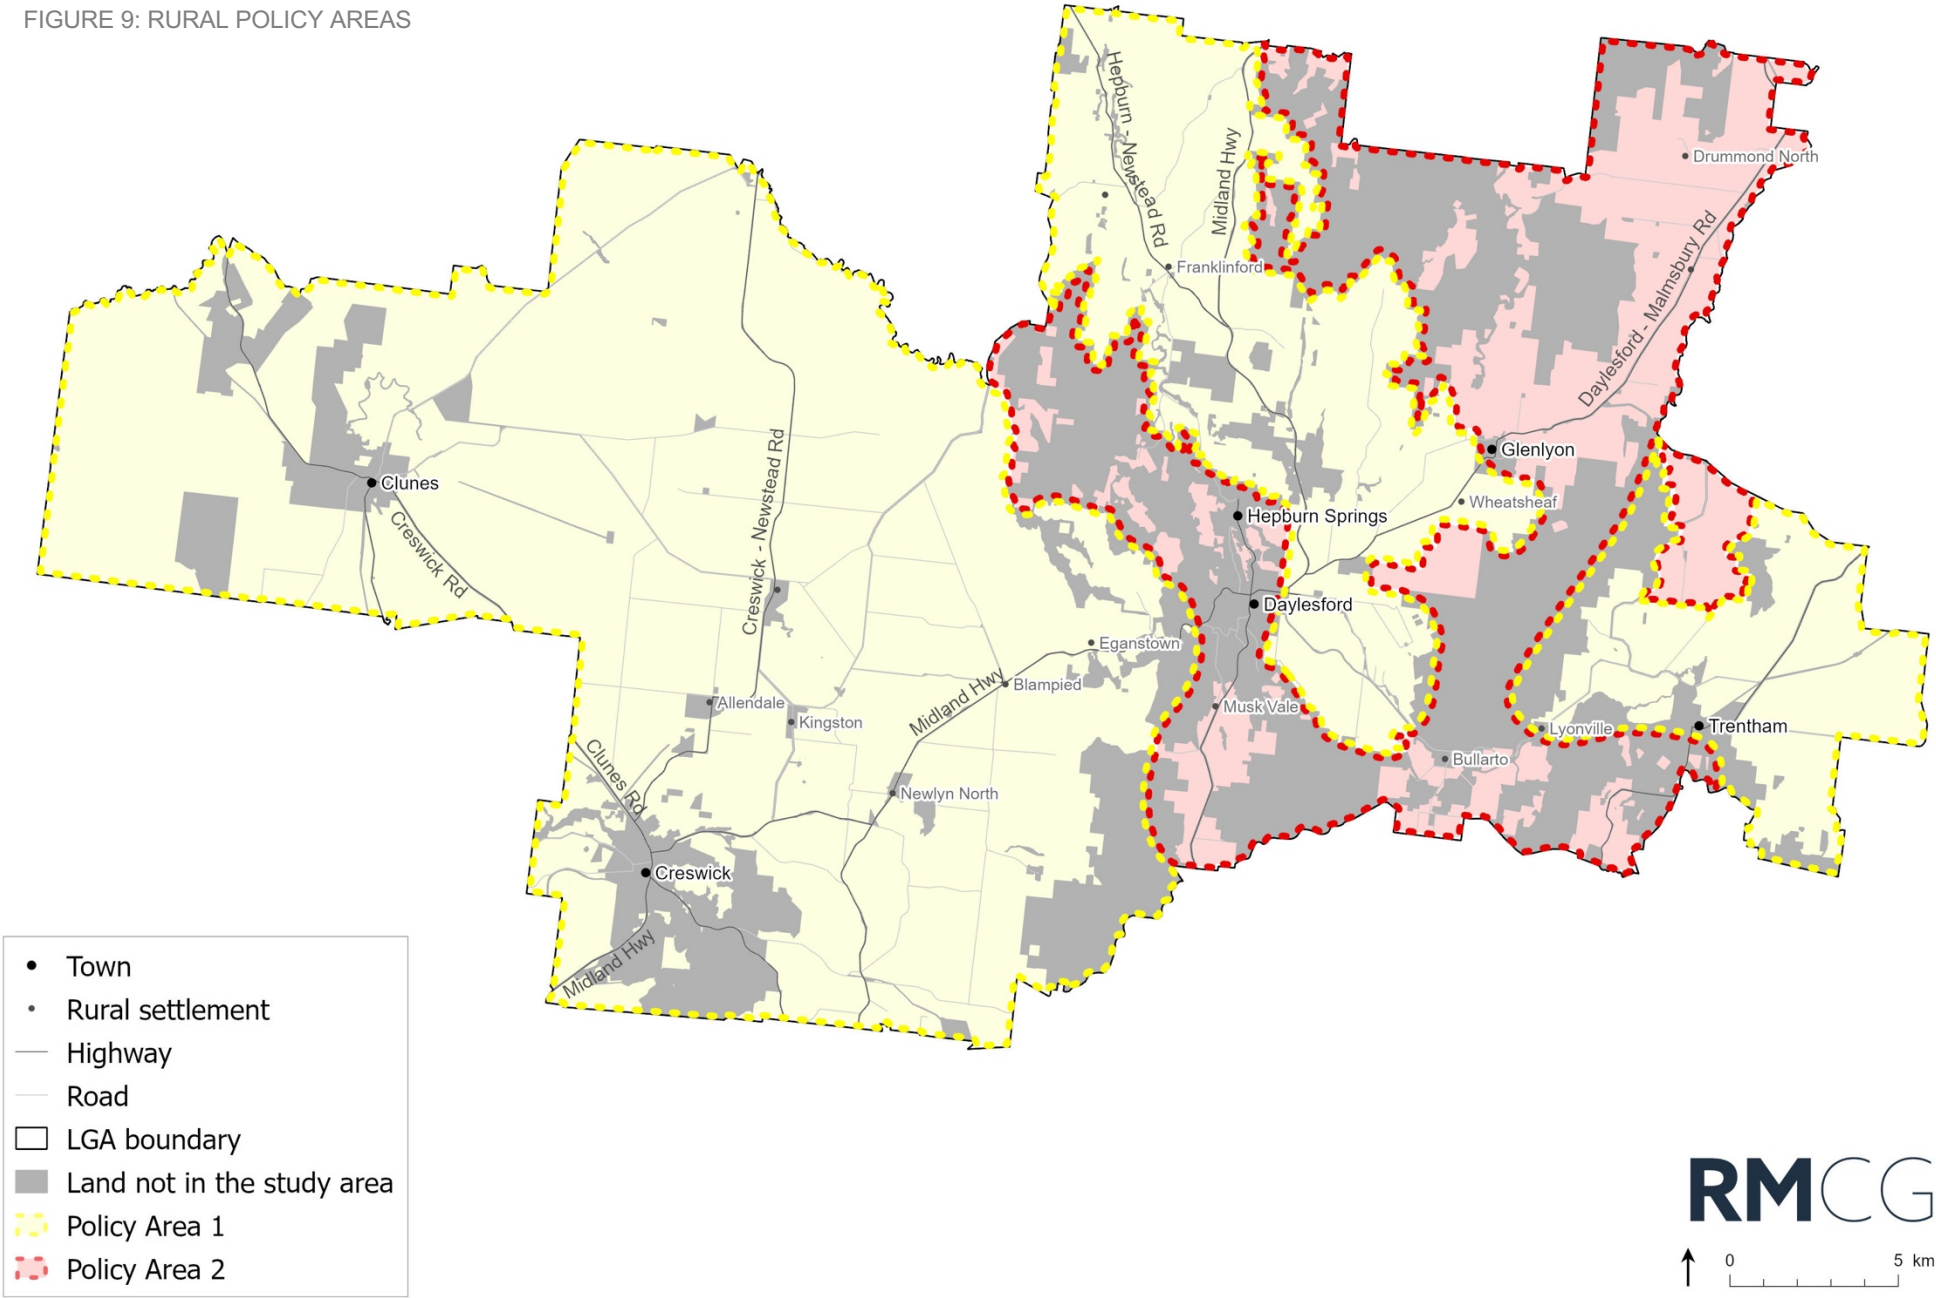 FIGURE 9: RURAL POLICY AREAS
Hepburn - Newstead Rd
Midland Hwy
Drummond North
Franklinford
Daylesford - Malmsbury Rd
Creswick - Newstead Rd
Glenlyon
Clunes
Wheatsheaf
Hepburn Springs
Creswick Rd
Daylesford
Eganstown
Blampied
Midland Hwy
Allendale
Kingston
Musk Vale
Lyonville
Trentham
Clunes Rd
Bullarto
Newlyn North
Creswick
Midland Hwy
Town
Rural settlement
Highway
Road
LGA boundary
Land not in the study area
Policy Area 1
Policy Area 2
RMCG
0 5 km